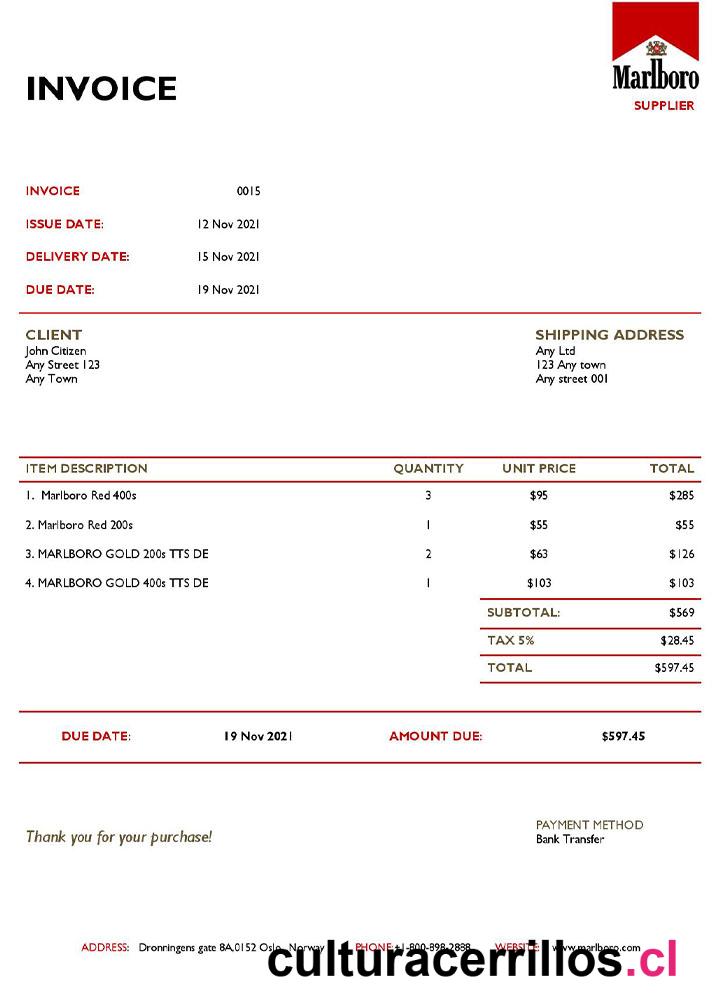 Marlboro
INVOICE
SUPPLIER
INVOICE 0015
ISSUE DATE: 12 Nov 2021
DELIVERY DATE: 15 Nov 2021
DUE DATE: 19 Nov 2021
CLIENT SHIPPING ADDRESS
John Citizen Any Ltd
Any Street 123 123 Any town
Any Town Any street 001
ITEM DESCRIPTION QUANTITY UNIT PRICE TOTAL
1. Marlboro Red 400s 3 $95 $285
2. Marlboro Red 200s 1 $55 $55
3. MARLBORO GOLD 200s TTS DE 2 $63 $126
4. MARLBORO GOLD 400s TTS DE 1 $103 $103
SUBTOTAL: $569
TAX 5% $28.45
TOTAL $597.45
DUE DATE: 19 Nov 2021 AMOUNT DUE: $597.45
PAYMENT METHOD
Thank you for your purchase! Bank Transfer
ADDRESS: Dronningens gate 8A,0152 Oslo, Norway PHONE:+1-800-898-2888 WEBSITE: www.marlboro.com
culturacerrillos.cl